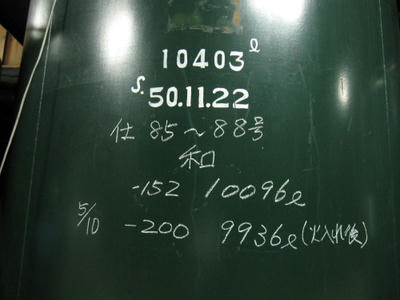 10403ℓ
S.50.11.22
仕 85～88号
和
-152 10096ℓ
5/10 -200 9936ℓ(火入れ後)